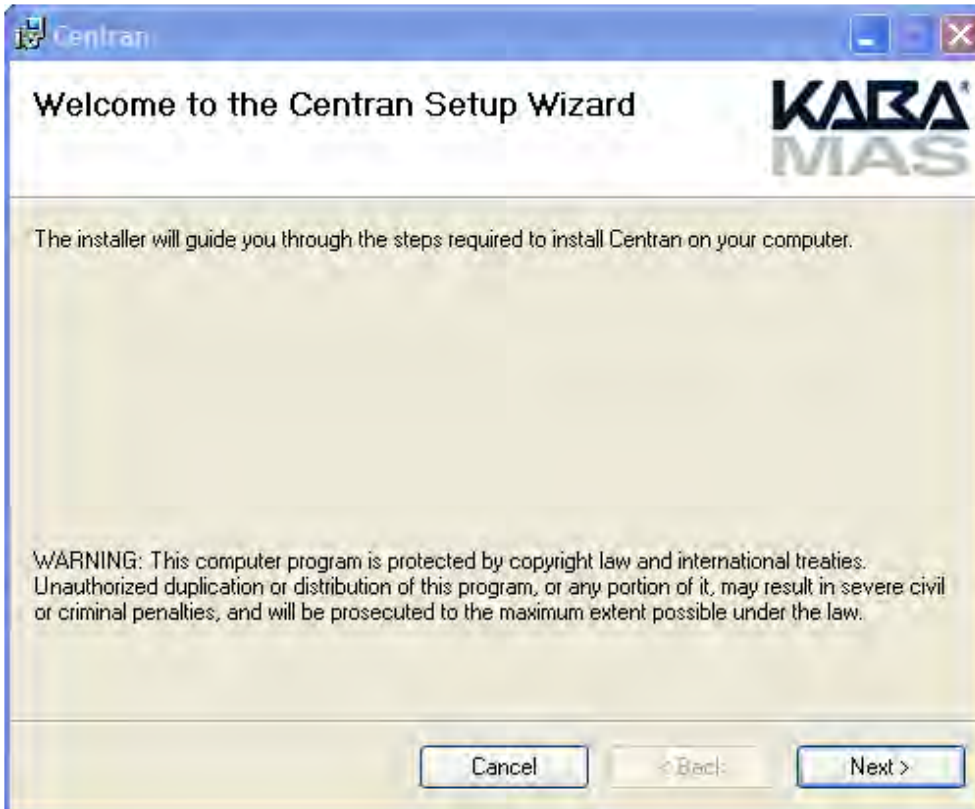 Centran
Welcome to the Centran Setup Wizard
KABA®
MAS
The installer will guide you through the steps required to install Centran on your computer.
WARNING: This computer program is protected by copyright law and international treaties.
Unauthorized duplication or distribution of this program, or any portion of it, may result in severe civil
or criminal penalties, and will be prosecuted to the maximum extent possible under the law.
Cancel
< Back
Next >